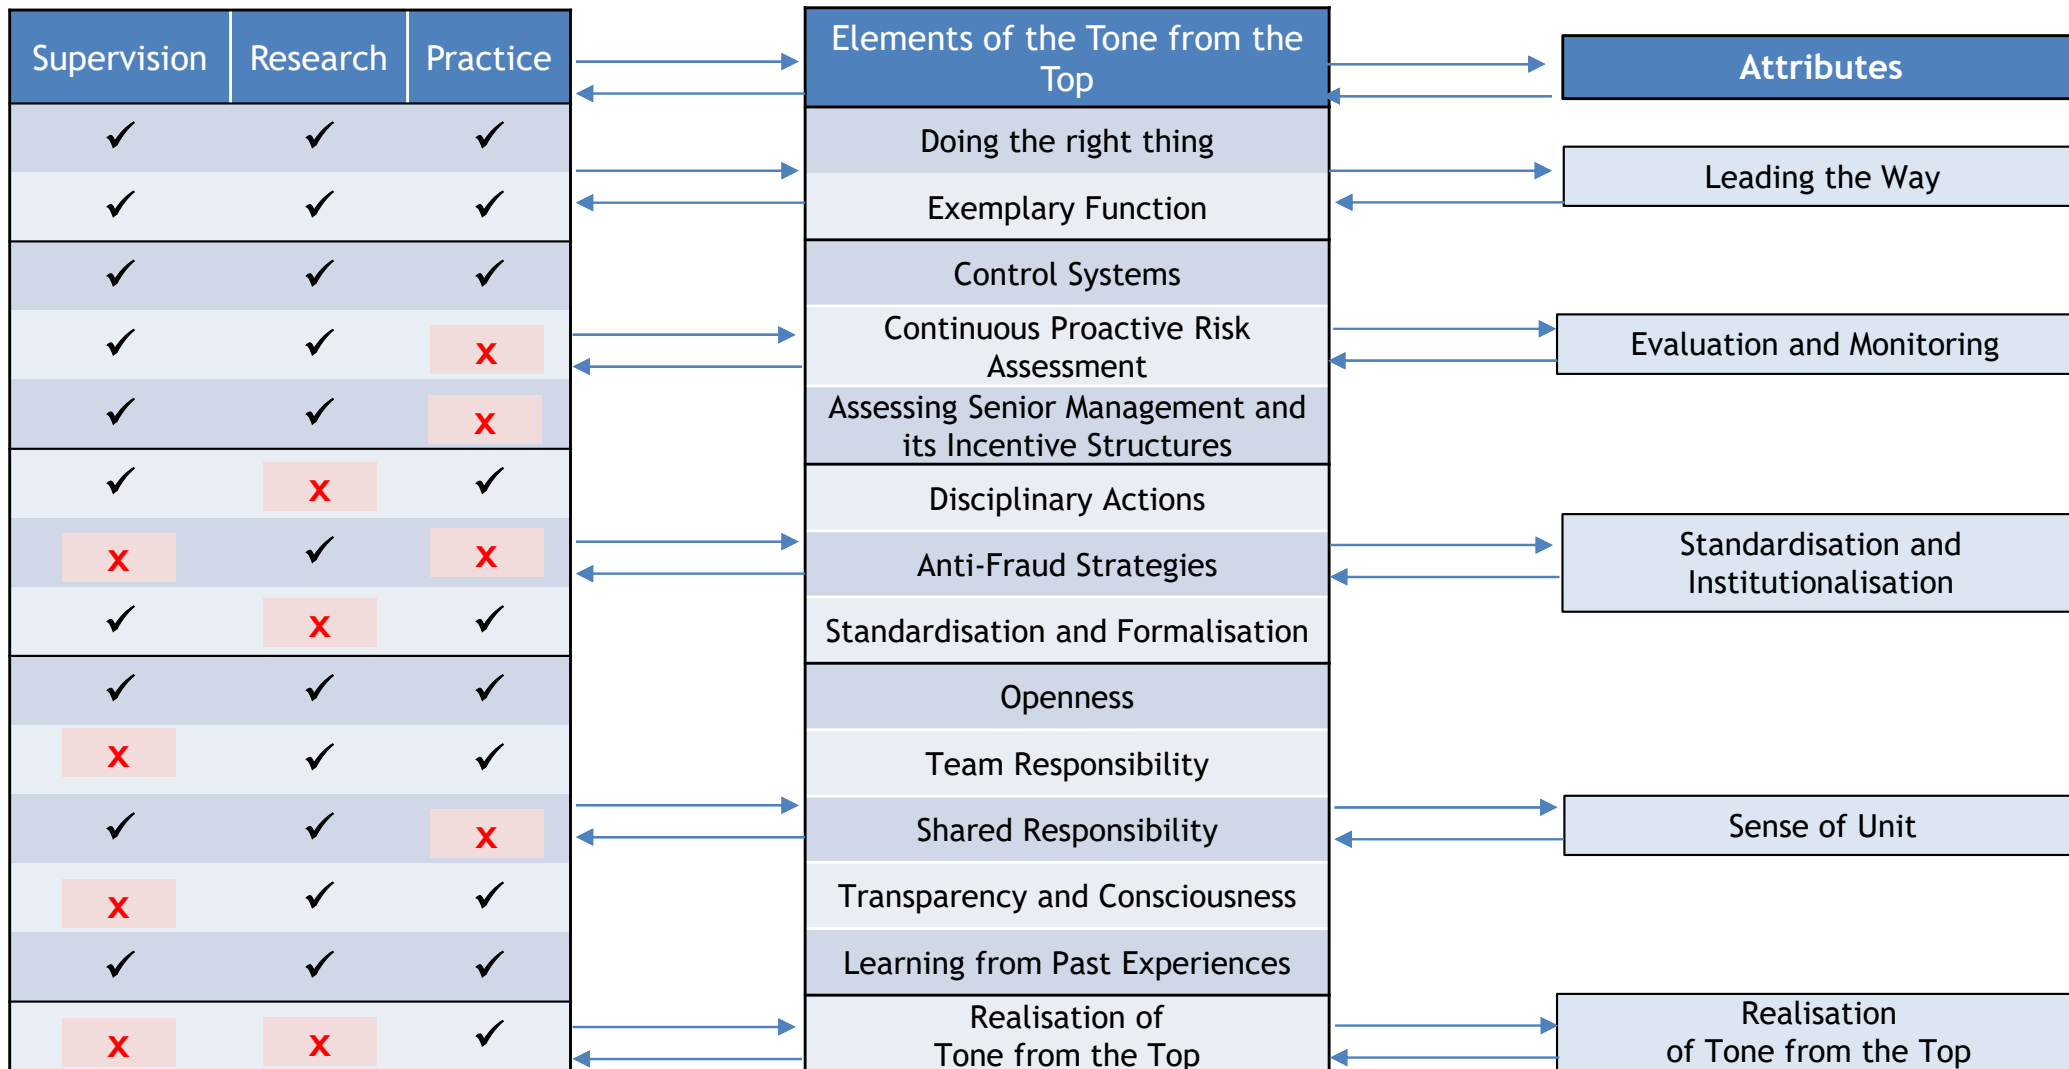 Supervision Research Practice
Elements of the Tone from the
Top
Attributes
✓ ✓ ✓
Doing the right thing
✓ ✓ ✓
Exemplary Function
Leading the Way
✓ ✓ ✓
Control Systems
✓ ✓ x
Continuous Proactive Risk
Assessment
Evaluation and Monitoring
✓ ✓ x
Assessing Senior Management and
its Incentive Structures
✓ x ✓
Disciplinary Actions
x ✓ x
Anti-Fraud Strategies
Standardisation and
Institutionalisation
✓ x ✓
Standardisation and Formalisation
✓ ✓ ✓
Openness
x ✓ ✓
Team Responsibility
✓ ✓ x
Shared Responsibility
Sense of Unit
x ✓ ✓
Transparency and Consciousness
✓ ✓ ✓
Learning from Past Experiences
x x ✓
Realisation of
Tone from the Top
Realisation
of Tone from the Top